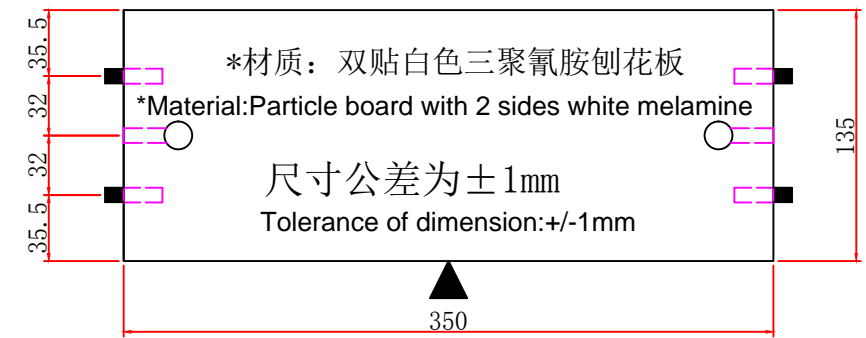 35.5
*材质：双贴白色三聚氰胺刨花板
32
*Material:Particle board with 2 sides white melamine
135
32
尺寸公差为±1mm
35.5
Tolerance of dimension:+/-1mm
350